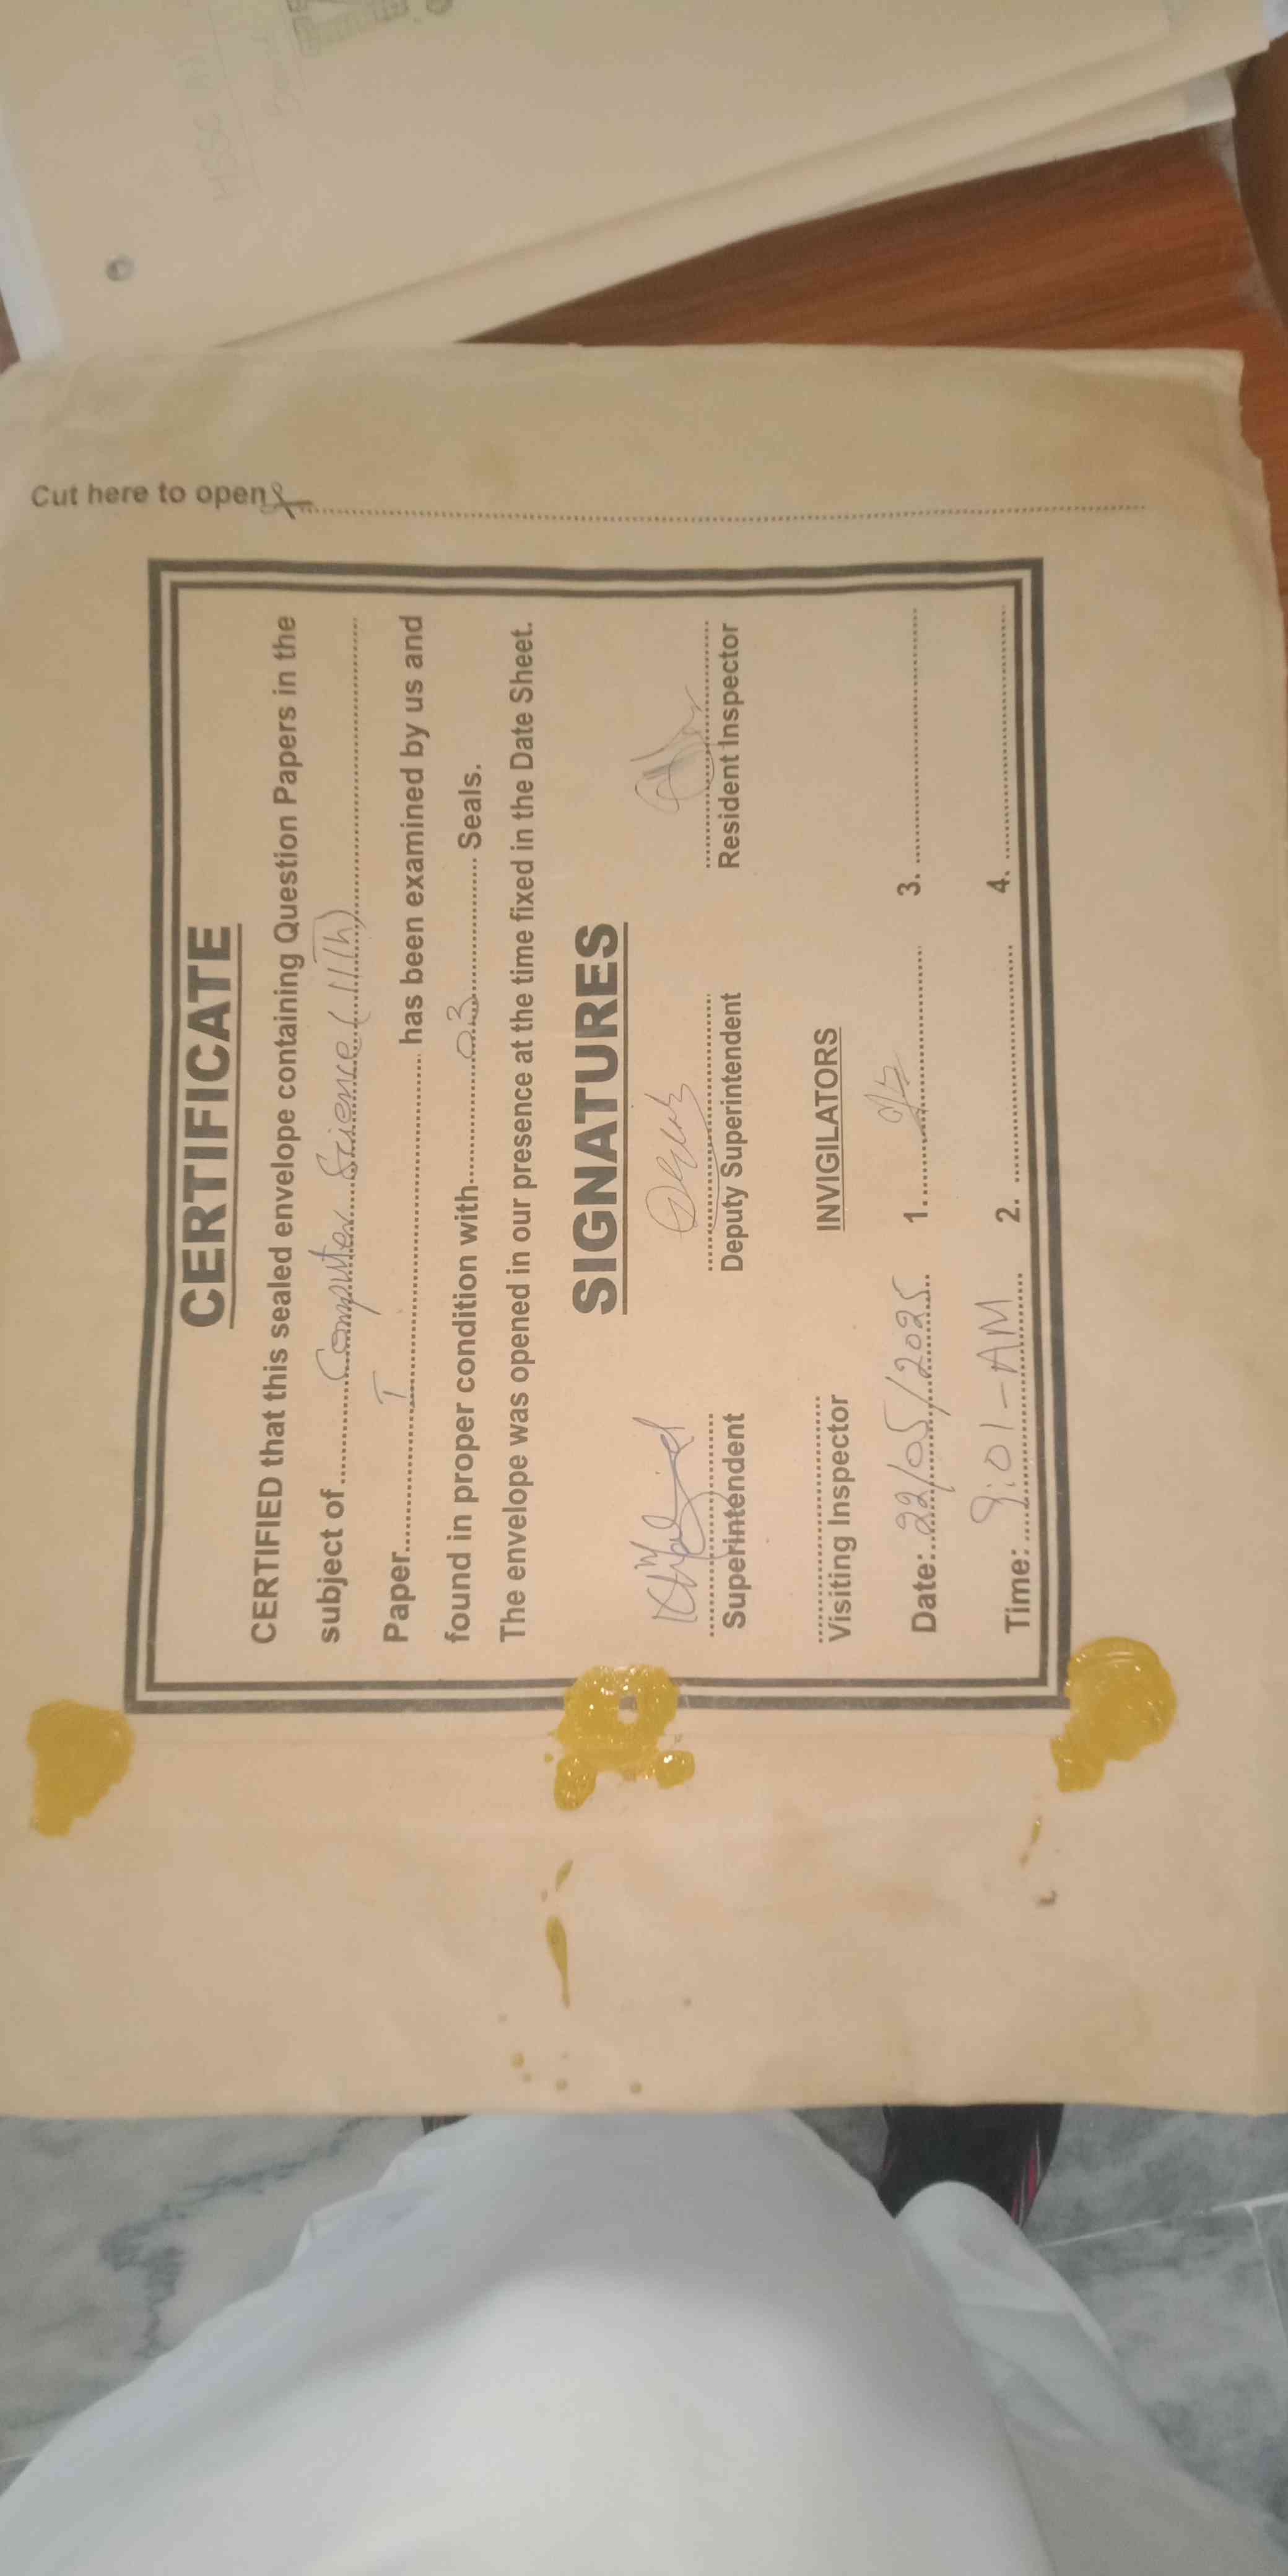 HSSC
Cut here to open
CERTIFICATE
CERTIFIED that this sealed envelope containing Question Papers in the
subject of Computer Science (11Th)
Paper I has been examined by us and
found in proper condition with 03 Seals.
The envelope was opened in our presence at the time fixed in the Date Sheet.
SIGNATURES
Superintendent Deputy Superintendent Resident Inspector
Visiting Inspector INVIGILATORS
Date: 22/05/2025 1. 3.
Time: 9:01-AM 2. 4.